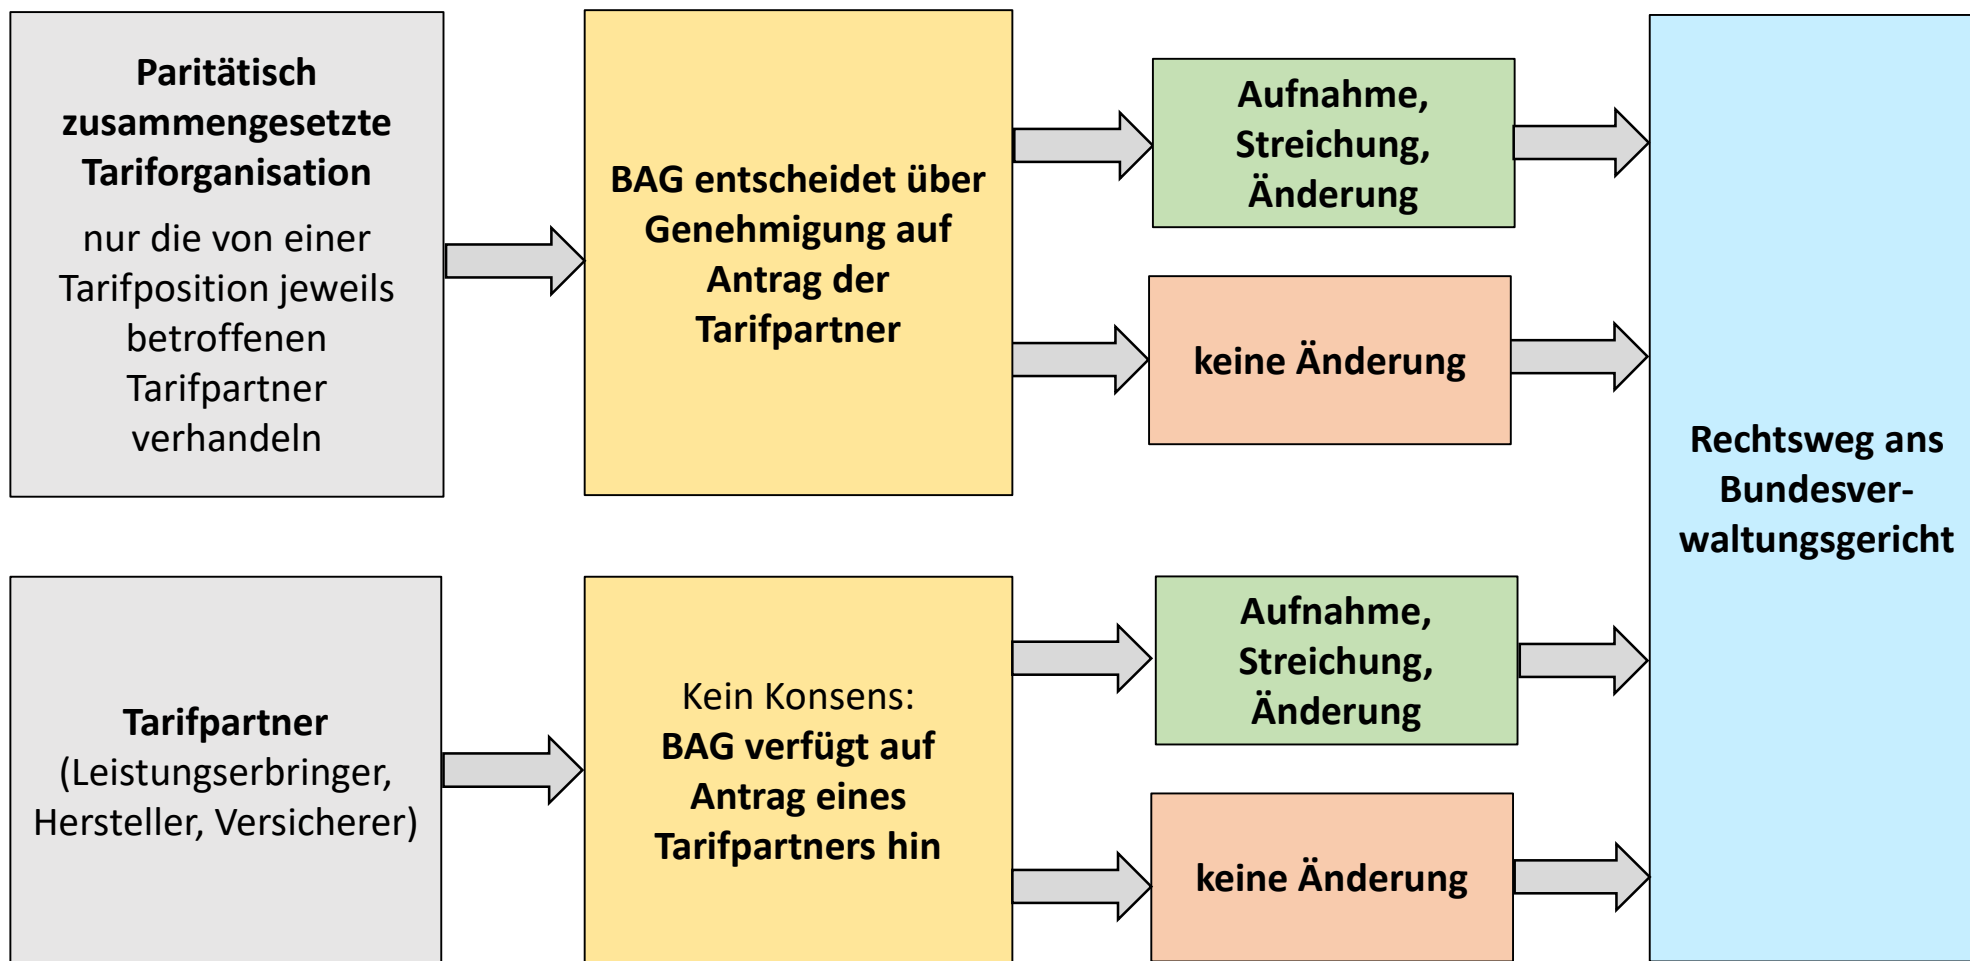 Paritätisch
zusammengesetzte
Tariforganisation
nur die von einer
Tarifposition jeweils
betroffenen
Tarifpartner
verhandeln
BAG entscheidet über
Genehmigung auf
Antrag der
Tarifpartner
Aufnahme,
Streichung,
Änderung
keine Änderung
Rechtsweg ans
Bundesver-
waltungsgericht
Tarifpartner
(Leistungserbringer,
Hersteller, Versicherer)
Kein Konsens:
BAG verfügt auf
Antrag eines
Tarifpartners hin
Aufnahme,
Streichung,
Änderung
keine Änderung